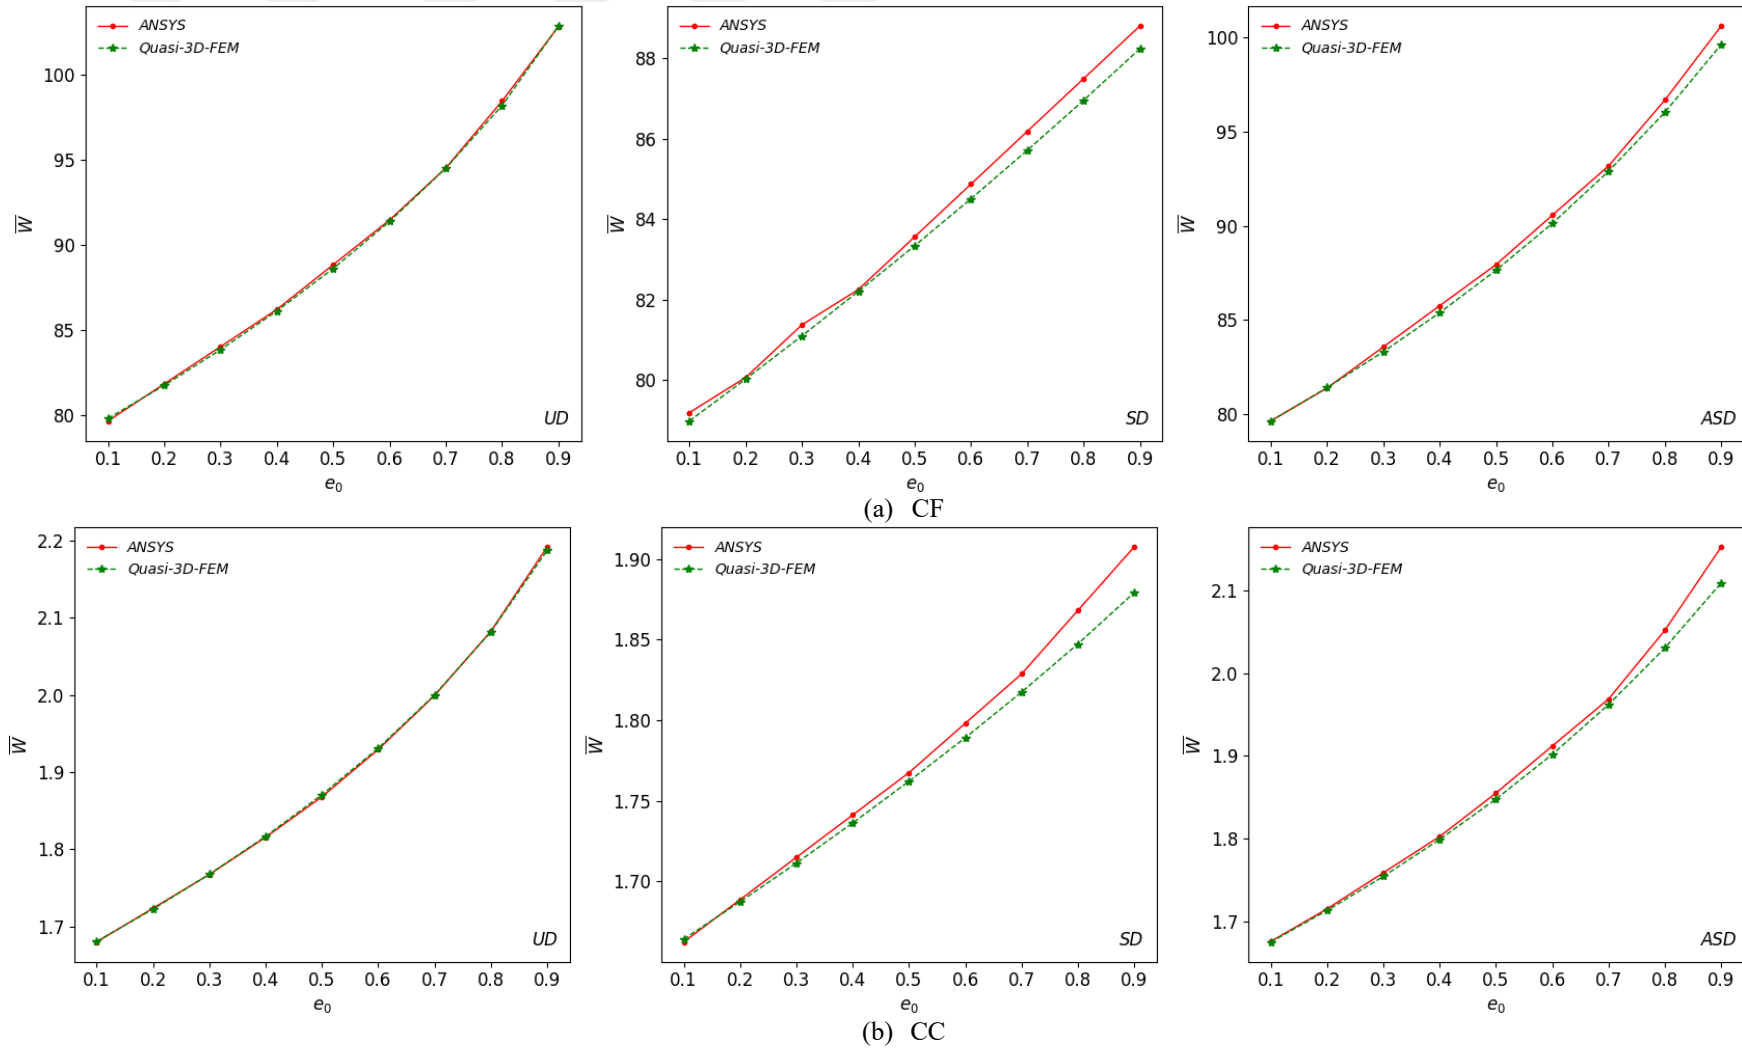 ANSYS
Quasi-3D-FEM
100
95
90
85
80
W̅
UD
0.1 0.2 0.3 0.4 0.5 0.6 0.7 0.8 0.9
e₀
ANSYS
Quasi-3D-FEM
88
86
84
82
80
W̅
SD
0.1 0.2 0.3 0.4 0.5 0.6 0.7 0.8 0.9
e₀
ANSYS
Quasi-3D-FEM
100
95
90
85
80
W̅
ASD
0.1 0.2 0.3 0.4 0.5 0.6 0.7 0.8 0.9
e₀
(a) CF
ANSYS
Quasi-3D-FEM
2.2
2.1
2.0
1.9
1.8
1.7
W̅
UD
0.1 0.2 0.3 0.4 0.5 0.6 0.7 0.8 0.9
e₀
ANSYS
Quasi-3D-FEM
1.90
1.85
1.80
1.75
1.70
W̅
SD
0.1 0.2 0.3 0.4 0.5 0.6 0.7 0.8 0.9
e₀
ANSYS
Quasi-3D-FEM
2.1
2.0
1.9
1.8
1.7
W̅
ASD
0.1 0.2 0.3 0.4 0.5 0.6 0.7 0.8 0.9
e₀
(b) CC